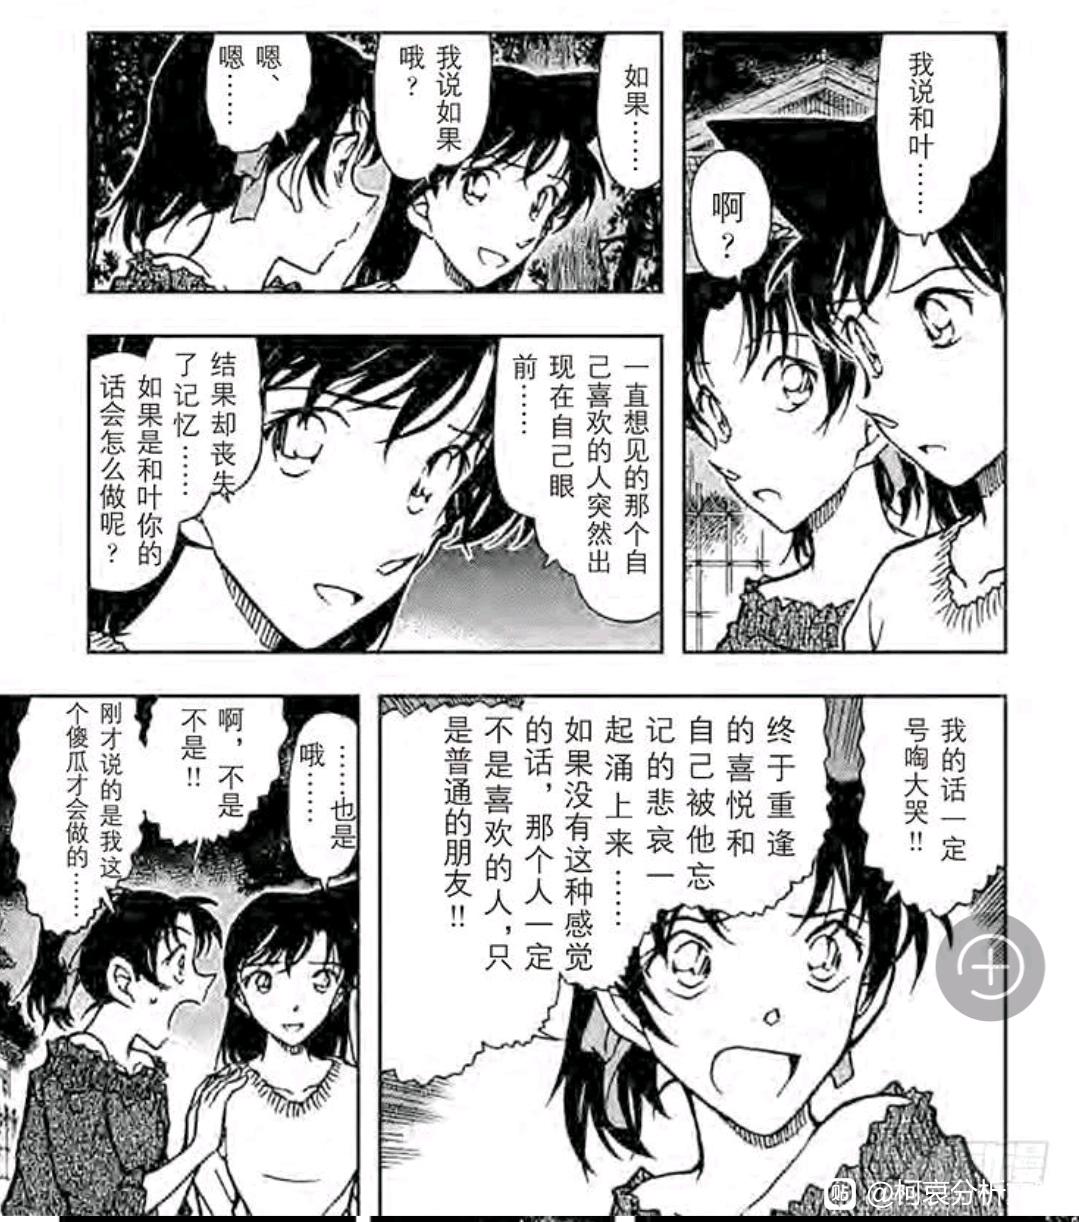 我说和叶……
啊？
如果……
我说如果
哦？
嗯、
嗯……
一直想见的那个自
己喜欢的人突然出
现在自己眼
前……
结果却丧失
了记忆……
如果是和叶你的
话会怎么做呢？
我的话一定
号啕大哭!!
终于重逢
的喜悦和
自己被他忘
记的悲哀一
起涌上来……
如果没有这种感觉
的话，那个人一定
不是喜欢的人，只
是普通的朋友!!
……也是
哦……
啊，不是
不是!!
刚才说的是我这
个傻瓜才会做的……
贴 @柯哀分析